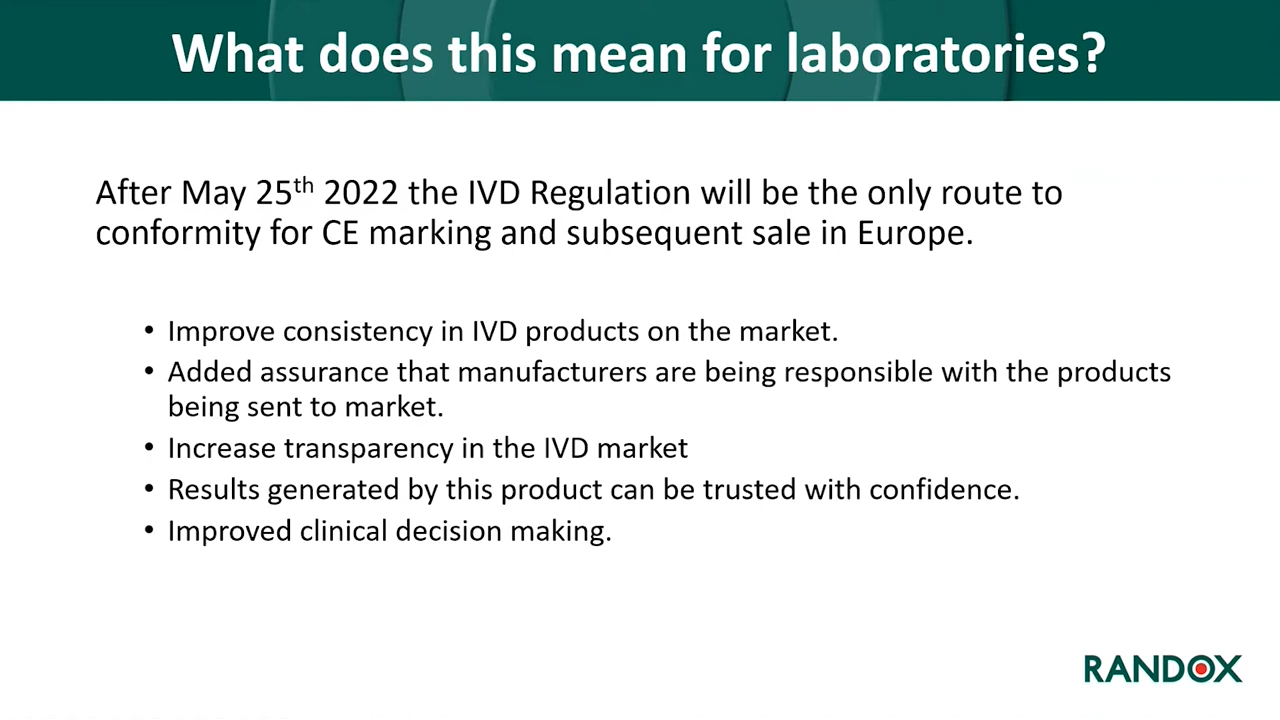 What does this mean for laboratories?
After May 25th 2022 the IVD Regulation will be the only route to
conformity for CE marking and subsequent sale in Europe.
• Improve consistency in IVD products on the market.
• Added assurance that manufacturers are being responsible with the products
being sent to market.
• Increase transparency in the IVD market
• Results generated by this product can be trusted with confidence.
• Improved clinical decision making.
RANDOX